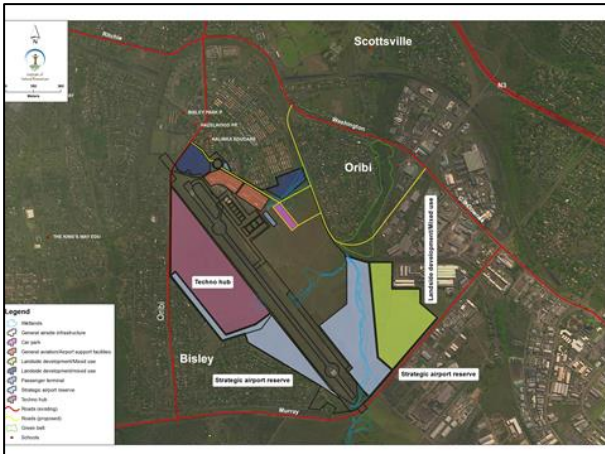 N
Meters
Ritchie
Scottsville
N3
BISLEY PARK P.
Washington
Oribi
THE KING'S WAY EDU
Techno hub
Landside development/Mixed use
Oribi
Bisley
Strategic airport reserve
Strategic airport reserve
Murray
Legend
Wetlands
General airside infrastructure
Car park
General aviation/Airport support facilities
Landside development/Mixed use
Landside development/mixed use
Passenger terminal
Strategic airport reserve
Techno hub
Roads (existing)
Roads (proposed)
Green belt
Schools